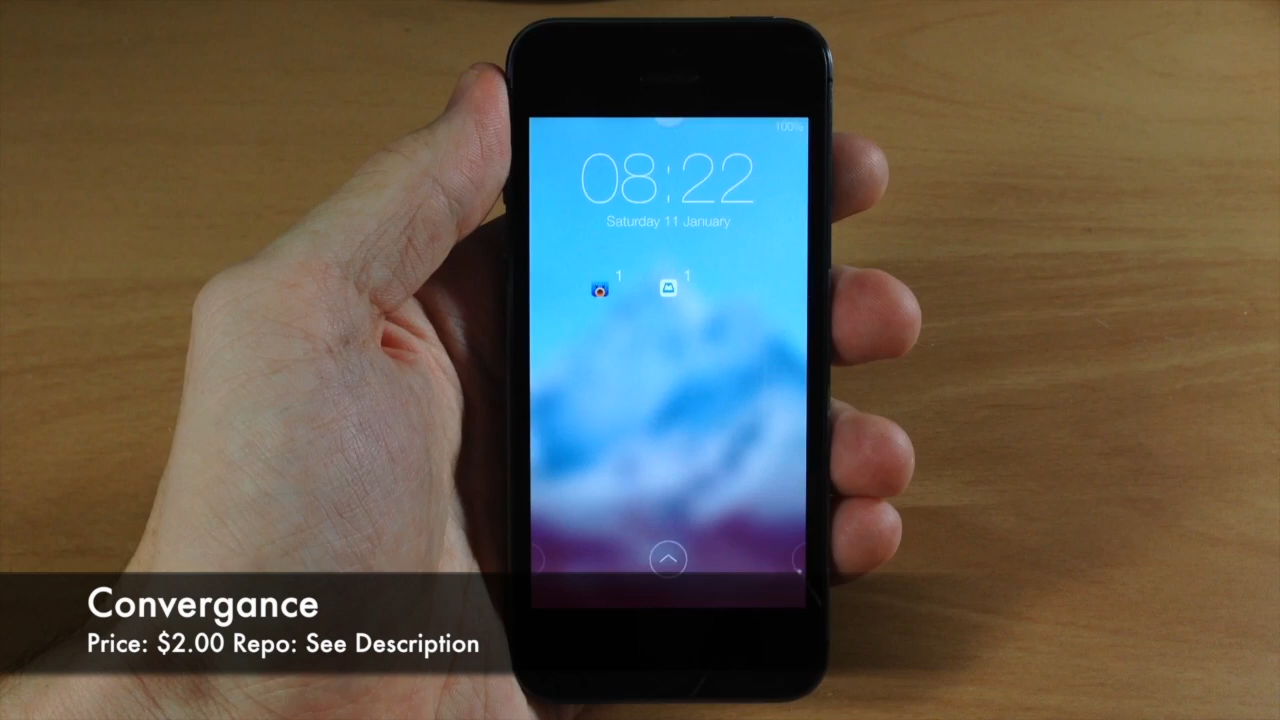 100%
08:22
Saturday 11 January
1 1
Convergance
Price: $2.00 Repo: See Description